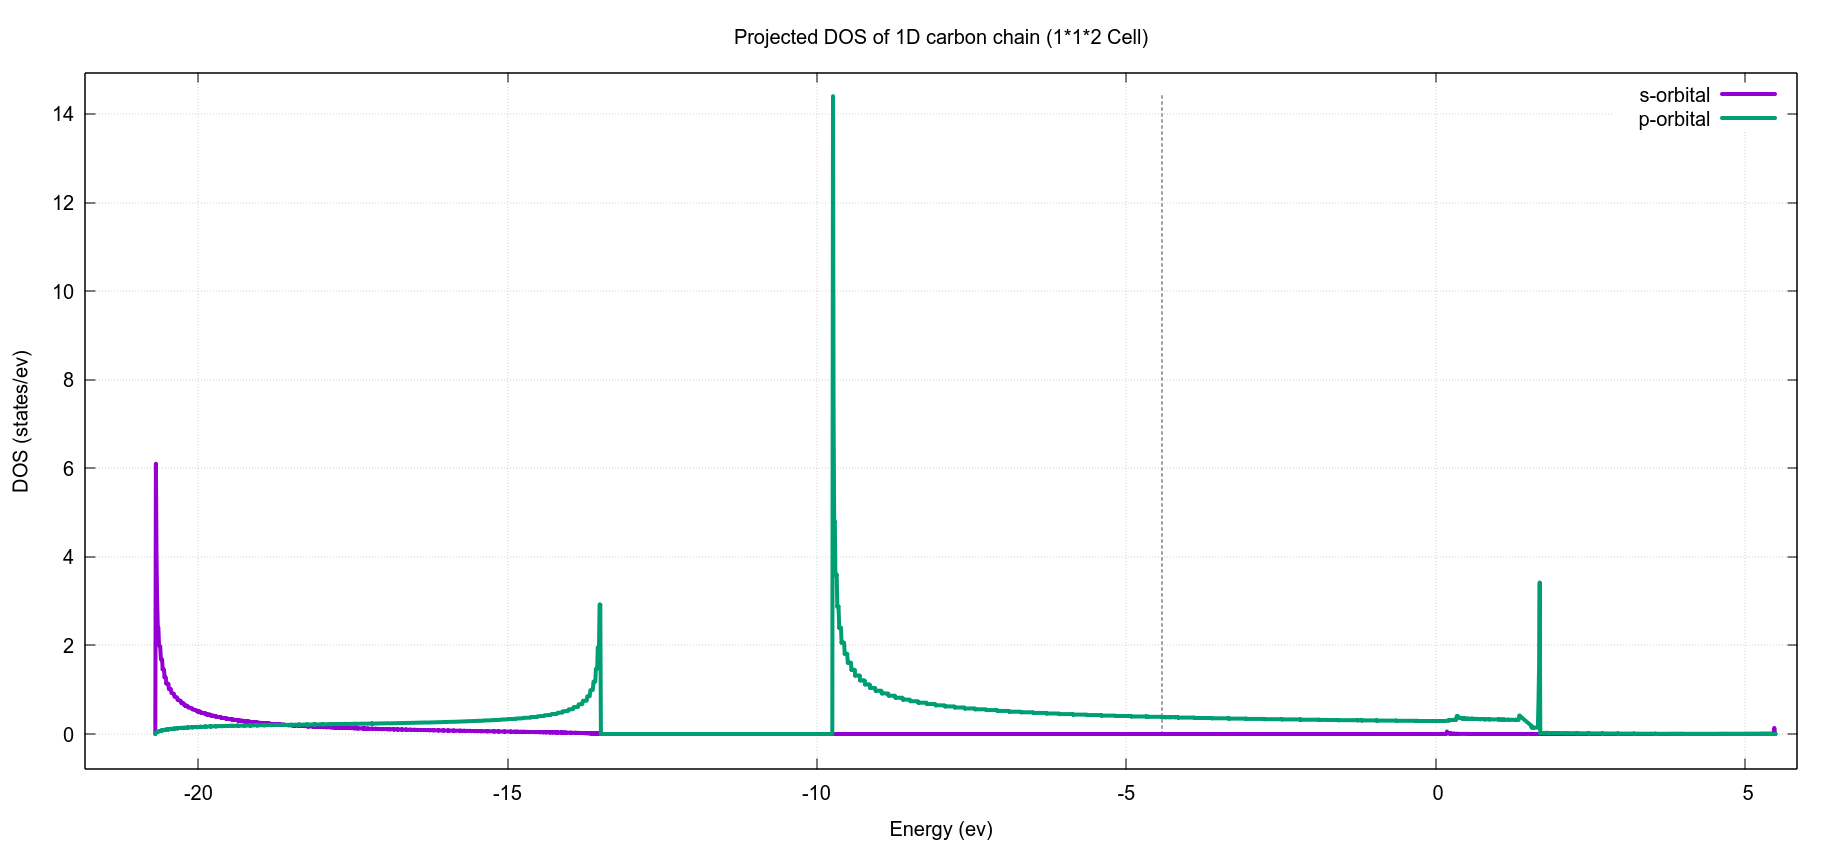 Projected DOS of 1D carbon chain (1*1*2 Cell)
s-orbital
p-orbital
14
12
10
8
6
4
2
0
DOS (states/ev)
-20 -15 -10 -5 0 5
Energy (ev)